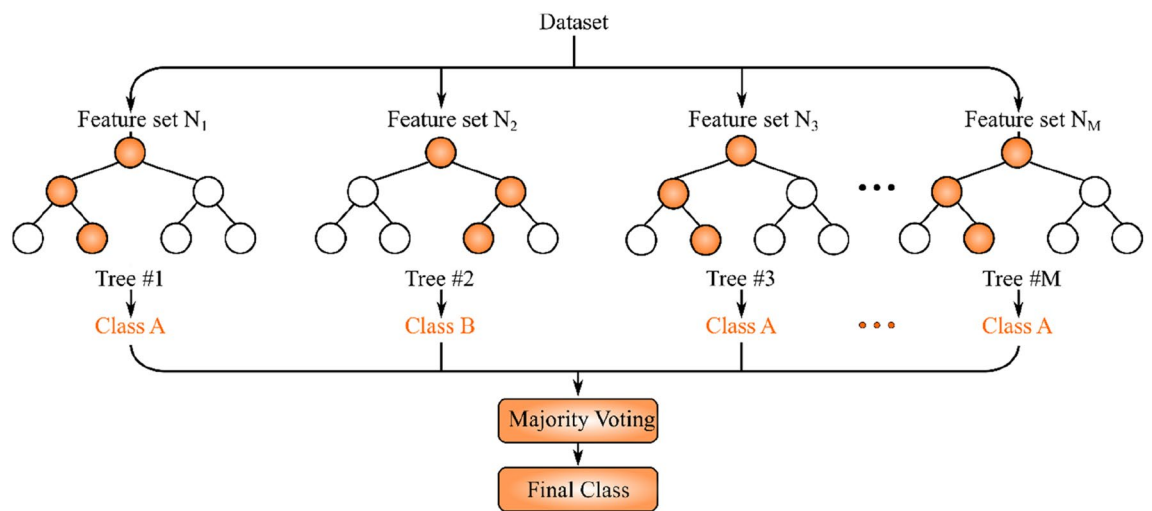 Dataset
Feature set N₁ Feature set N₂ Feature set N₃ Feature set Nₘ
Tree #1 Tree #2 Tree #3 Tree #M
Class A Class B Class A Class A
Majority Voting
Final Class